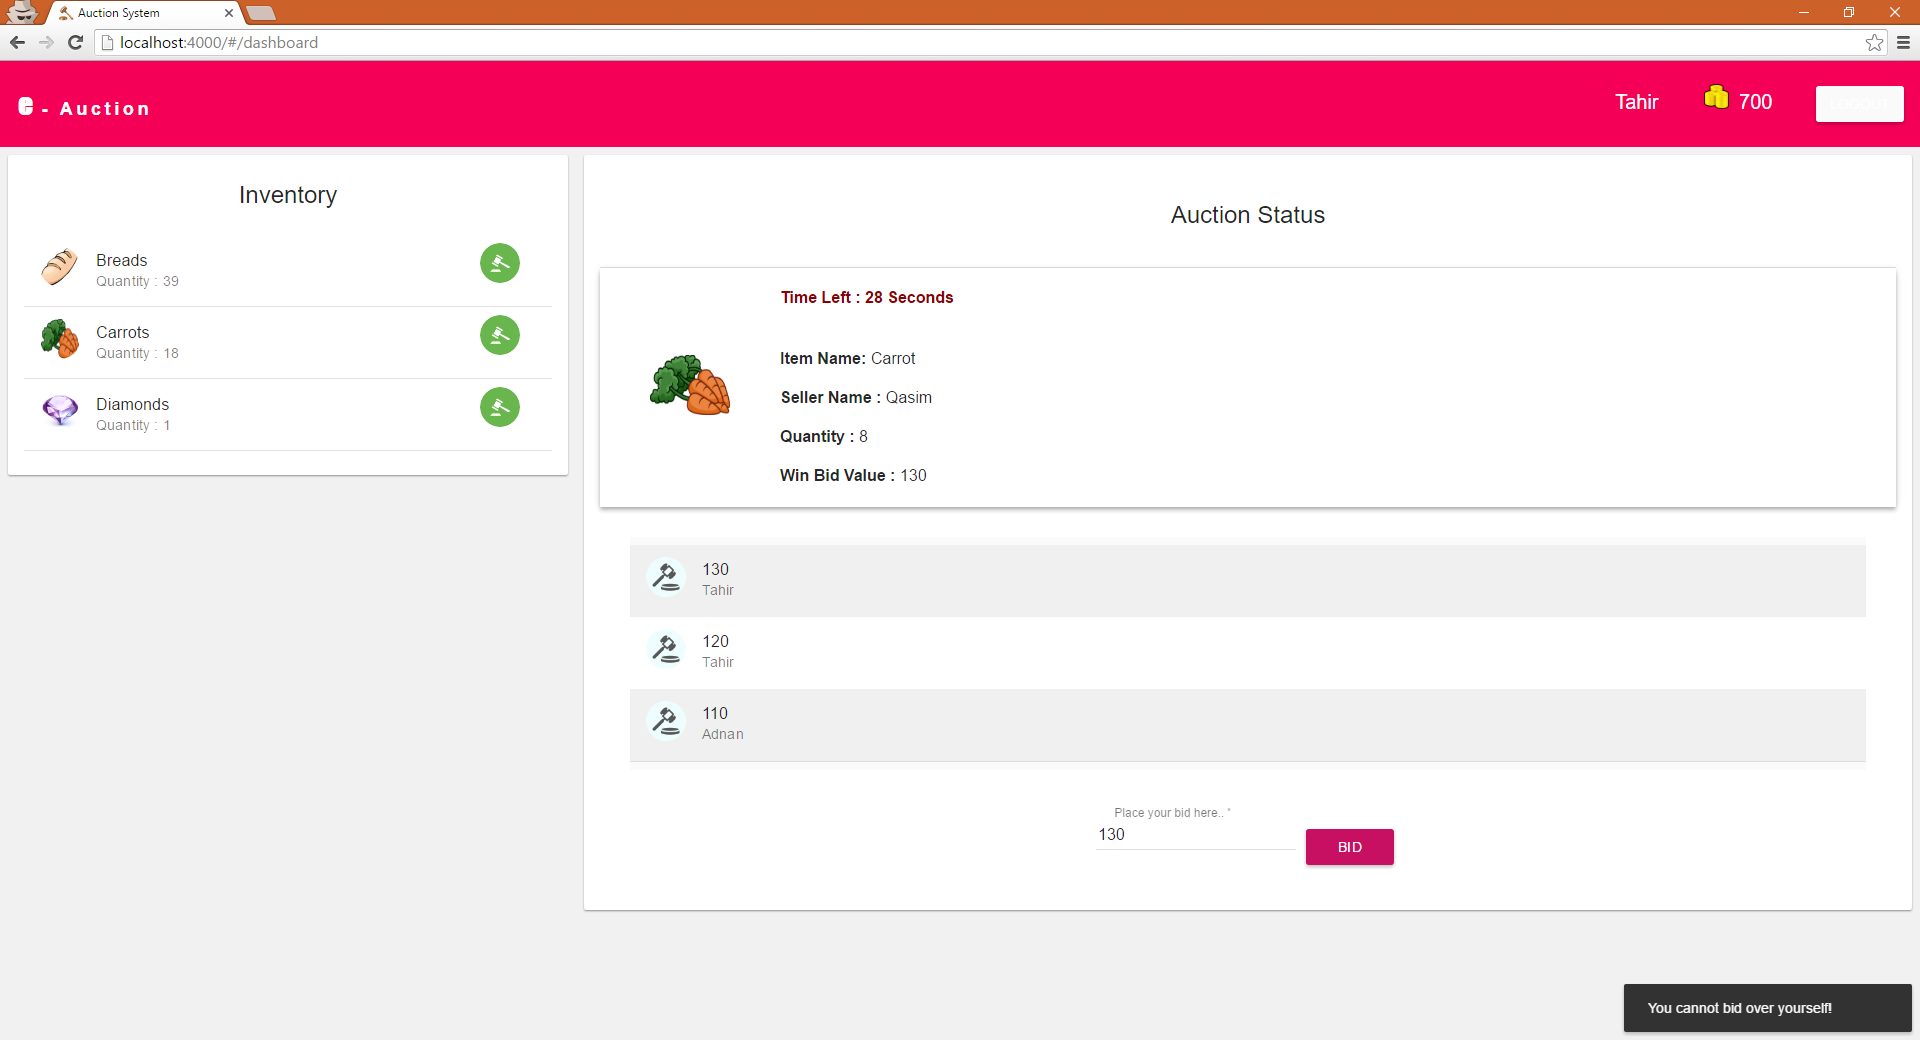 Auction System
localhost:4000/#/dashboard
e - Auction
Tahir
700
Inventory
Breads
Quantity : 39
Carrots
Quantity : 18
Diamonds
Quantity : 1
Auction Status
Time Left : 28 Seconds
Item Name: Carrot
Seller Name : Qasim
Quantity : 8
Win Bid Value : 130
130
Tahir
120
Tahir
110
Adnan
Place your bid here.. *
130
BID
You cannot bid over yourself!